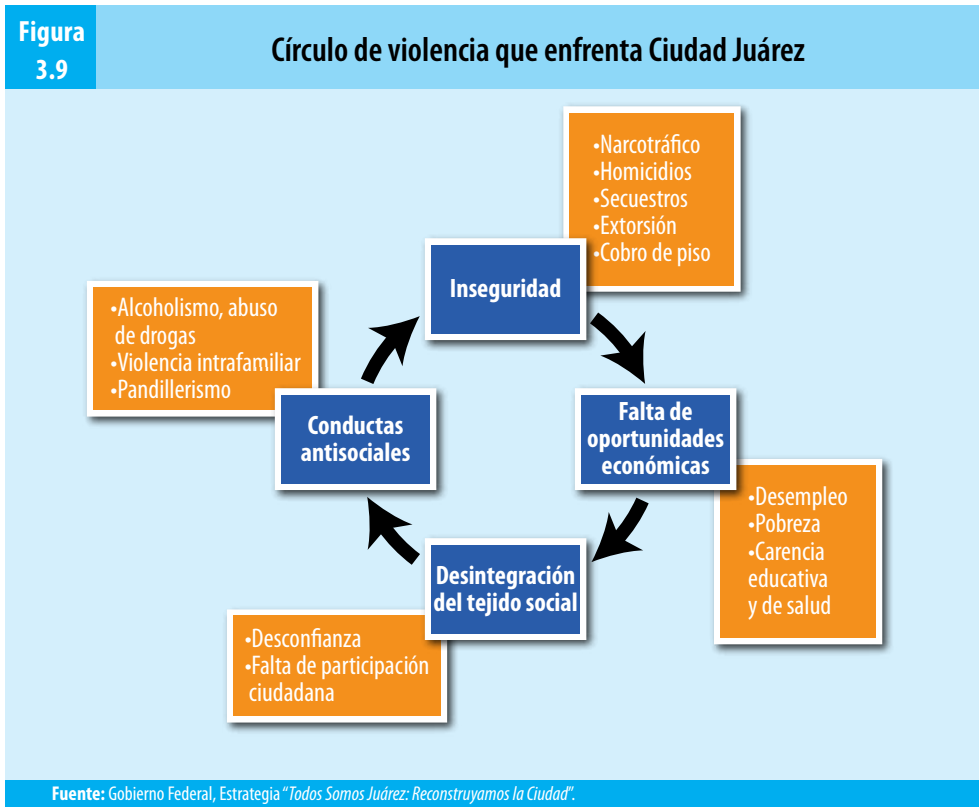 Figura
3.9
Círculo de violencia que enfrenta Ciudad Juárez
•Narcotráfico
•Homicidios
•Secuestros
•Extorsión
•Cobro de piso
Inseguridad
•Alcoholismo, abuso
de drogas
•Violencia intrafamiliar
•Pandillerismo
Conductas
antisociales
Falta de
oportunidades
económicas
•Desempleo
•Pobreza
•Carencia
educativa
y de salud
Desintegración
del tejido social
•Desconfianza
•Falta de participación
ciudadana
Fuente: Gobierno Federal, Estrategia “Todos Somos Juárez: Reconstruyamos la Ciudad”.